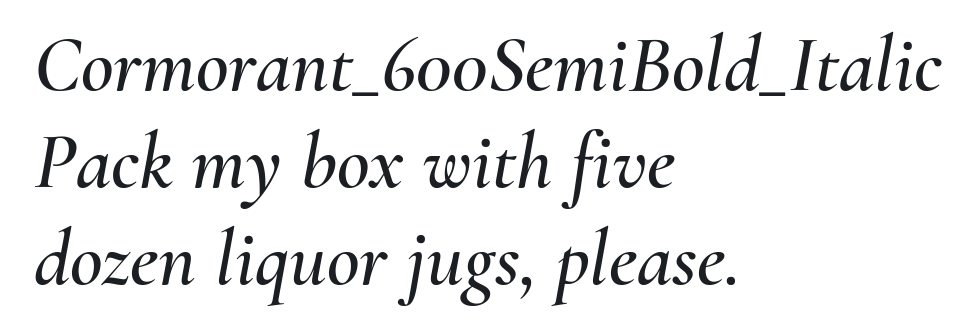 Cormorant_600SemiBold_Italic
Pack my box with five
dozen liquor jugs, please.